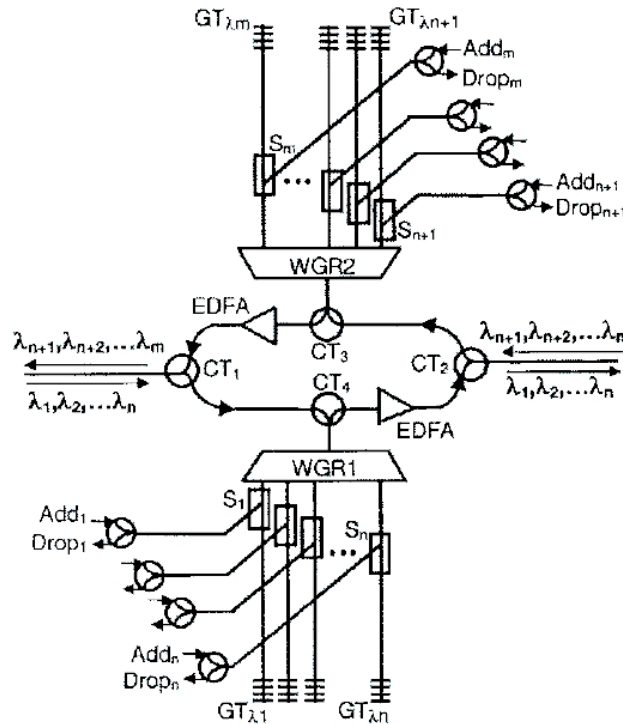 GTλm GTλn+1
Addm
Dropm
Sm
Addn+1
Dropn+1
Sn+1
WGR2
EDFA
λn+1,λn+2,...λm
CT3
CT1
CT2
λn+1,λn+2,...λn
λ1,λ2,...λn
CT4
λ1,λ2,...λn
EDFA
WGR1
S1
Add1
Drop1
Sn
Addn
Dropn
GTλ1 GTλn